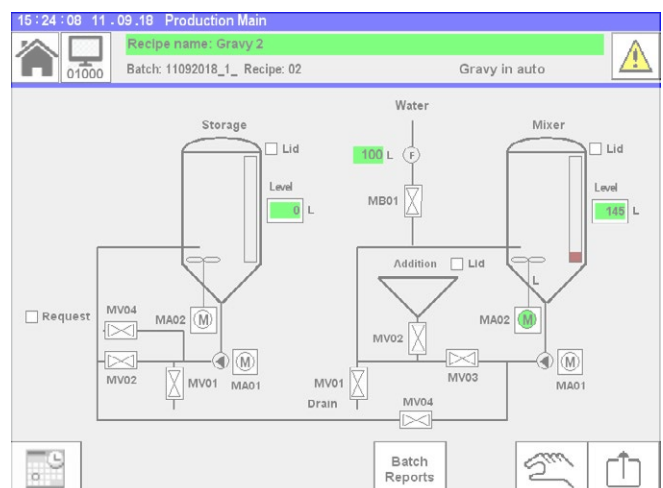 15:24:08 11.09.18 Production Main
Recipe name: Gravy 2
01000
Batch: 11092018_1_ Recipe: 02
Gravy in auto
Water
Storage
Mixer
Lid
100 L
F
Lid
Level
Level
0 L
MB01
145 L
Addition
Lid
L
Request
MV04
MA02
M
MA02
M
MV02
M
M
MV02
MV01
MA01
MV01
MV03
MA01
Drain
MV04
Batch
Reports